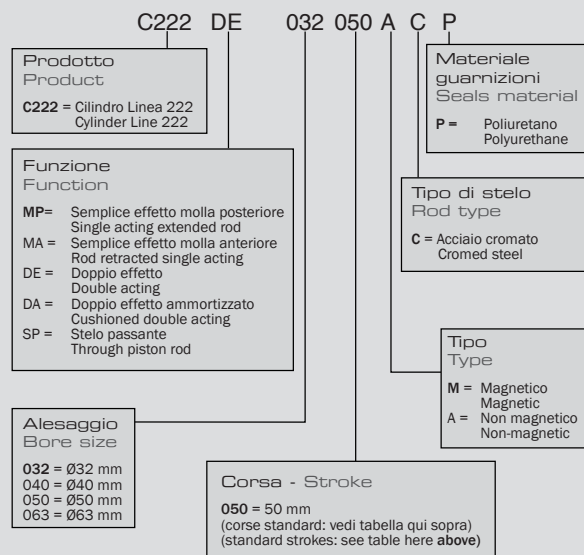 C222 DE 032 050 A C P
Prodotto
Product
C222 = Cilindro Linea 222
Cylinder Line 222
Materiale
guarnizioni
Seals material
P = Poliuretano
Polyurethane
Funzione
Function
MP= Semplice effetto molla posteriore
Single acting extended rod
MA = Semplice effetto molla anteriore
Rod retracted single acting
DE = Doppio effetto
Double acting
DA = Doppio effetto ammortizzato
Cushioned double acting
SP = Stelo passante
Through piston rod
Tipo di stelo
Rod type
C = Acciaio cromato
Cromed steel
Tipo
Type
M = Magnetico
Magnetic
A = Non magnetico
Non-magnetic
Alesaggio
Bore size
032 = Ø32 mm
040 = Ø40 mm
050 = Ø50 mm
063 = Ø63 mm
Corsa - Stroke
050 = 50 mm
(corse standard: vedi tabella qui sopra)
(standard strokes: see table here above)